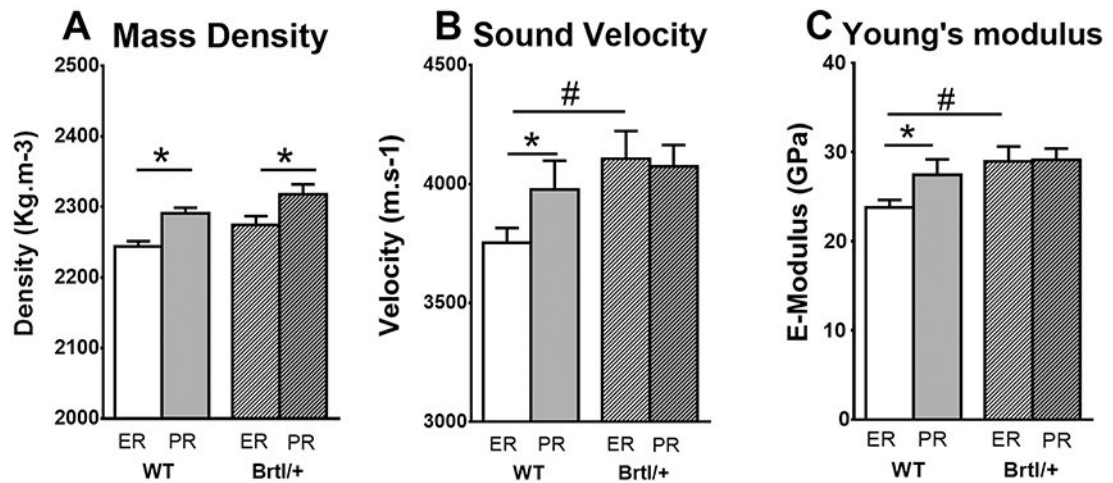 A Mass Density
Density (Kg.m-3)
2500
2400
2300
2200
2100
2000
*
*
ER PR ER PR
WT Brtl/+
B Sound Velocity
Velocity (m.s-1)
4500
4000
3500
3000
#
*
ER PR ER PR
WT Brtl/+
C Young's modulus
E-Modulus (GPa)
40
30
20
10
0
#
*
ER PR ER PR
WT Brtl/+